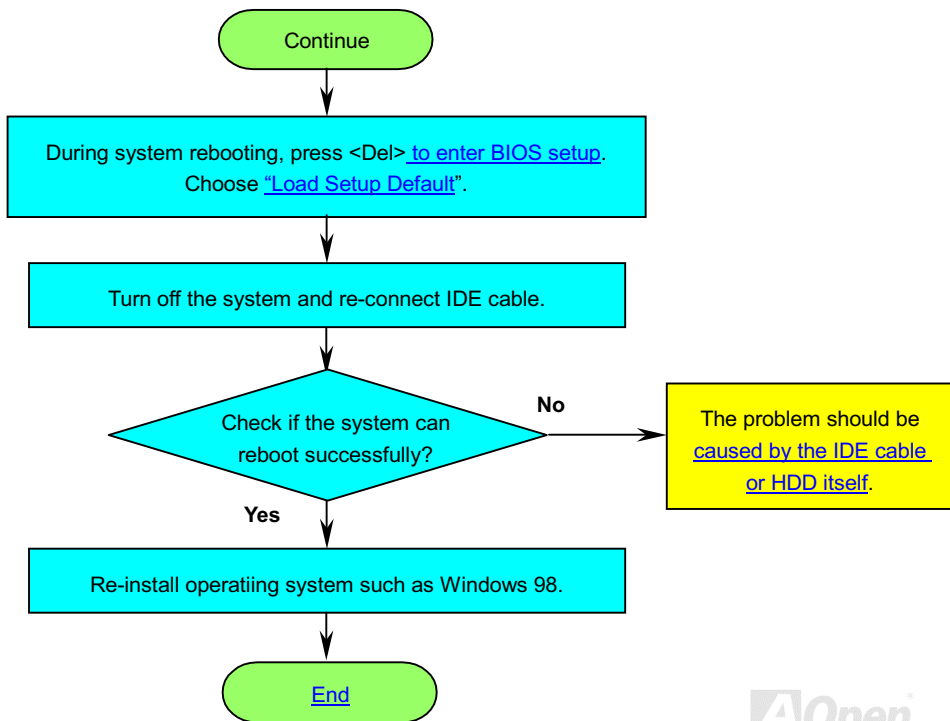 Continue
During system rebooting, press <Del> to enter BIOS setup.
Choose “Load Setup Default”.
Turn off the system and re-connect IDE cable.
Check if the system can
reboot successfully?
No
The problem should be
caused by the IDE cable
or HDD itself.
Yes
Re-install operatiing system such as Windows 98.
End
AOpen